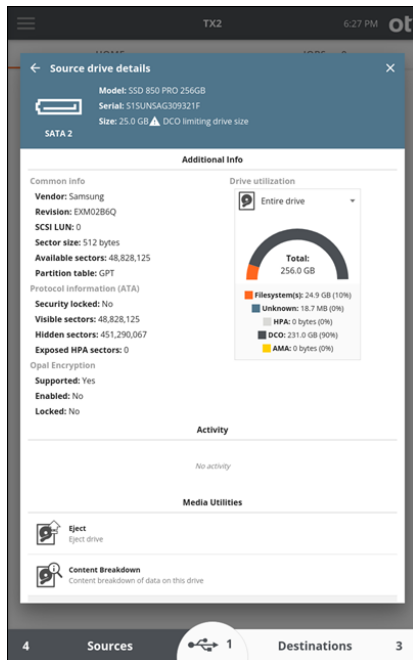 TX2
6:27 PM
ot
Source drive details
Model: SSD 850 PRO 256GB
Serial: S1SUNSAG309321F
Size: 25.0 GB DCO limiting drive size
SATA 2
Additional Info
Common info
Vendor: Samsung
Revision: EXM02B6Q
SCSI LUN: 0
Sector size: 512 bytes
Available sectors: 48,828,125
Partition table: GPT
Protocol information (ATA)
Security locked: No
Visible sectors: 48,828,125
Hidden sectors: 451,290,067
Exposed HPA sectors: 0
Opal Encryption
Supported: Yes
Enabled: No
Locked: No
Drive utilization
Entire drive
Total:
256.0 GB
Filesystem(s): 24.9 GB (10%)
Unknown: 18.7 MB (0%)
HPA: 0 bytes (0%)
DCO: 231.0 GB (90%)
AMA: 0 bytes (0%)
Activity
No activity
Media Utilities
Eject
Eject drive
Content Breakdown
Content breakdown of data on this drive
4 Sources
1
Destinations 3